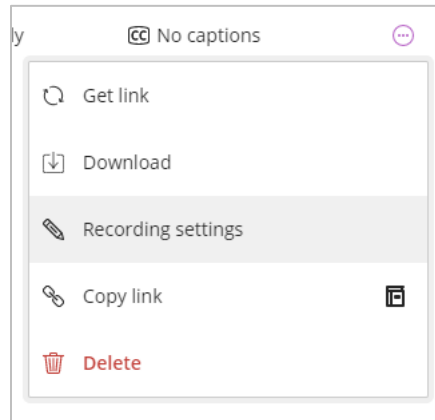 ly CC No captions
Get link
Download
Recording settings
Copy link
Delete